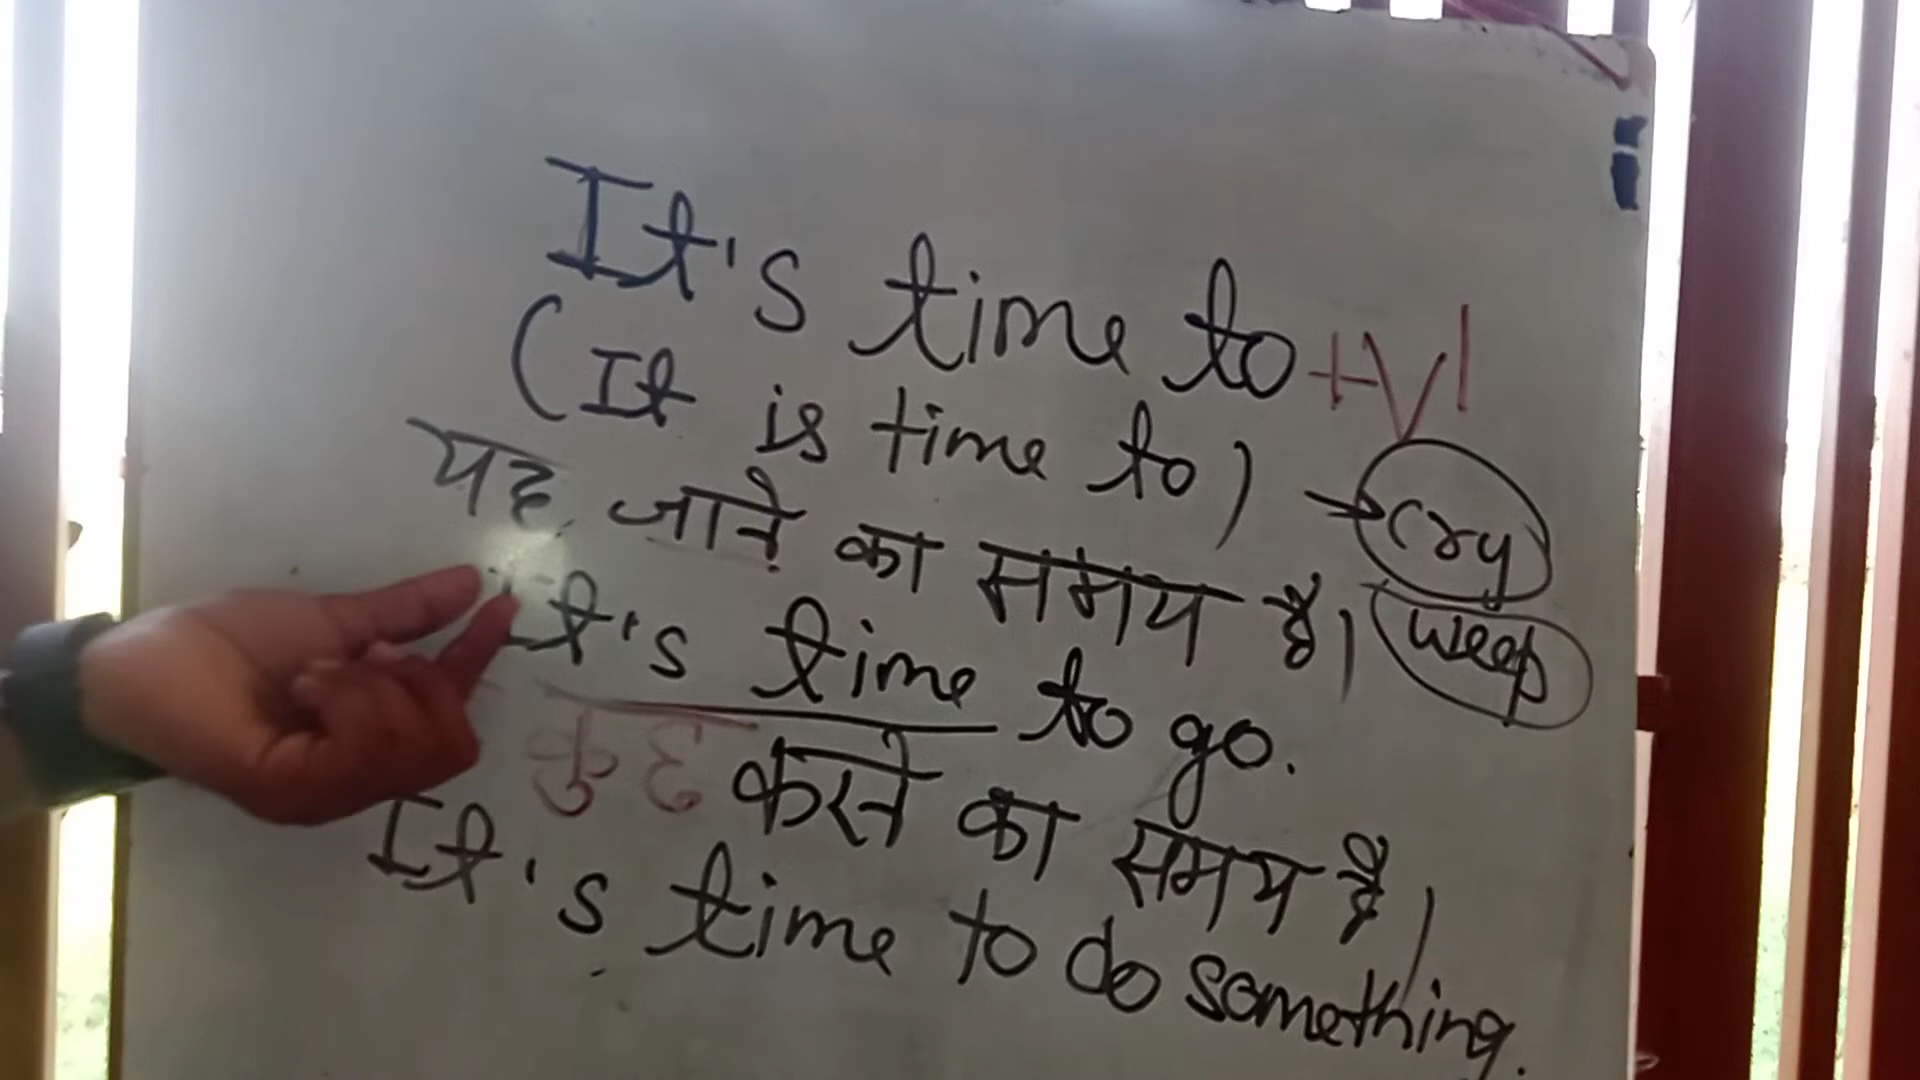 It's time to +V1
(It is time to) → cry
यह जाने का समय है। weep
It's time to go.
कुछ करने का समय है।
It's time to do something.